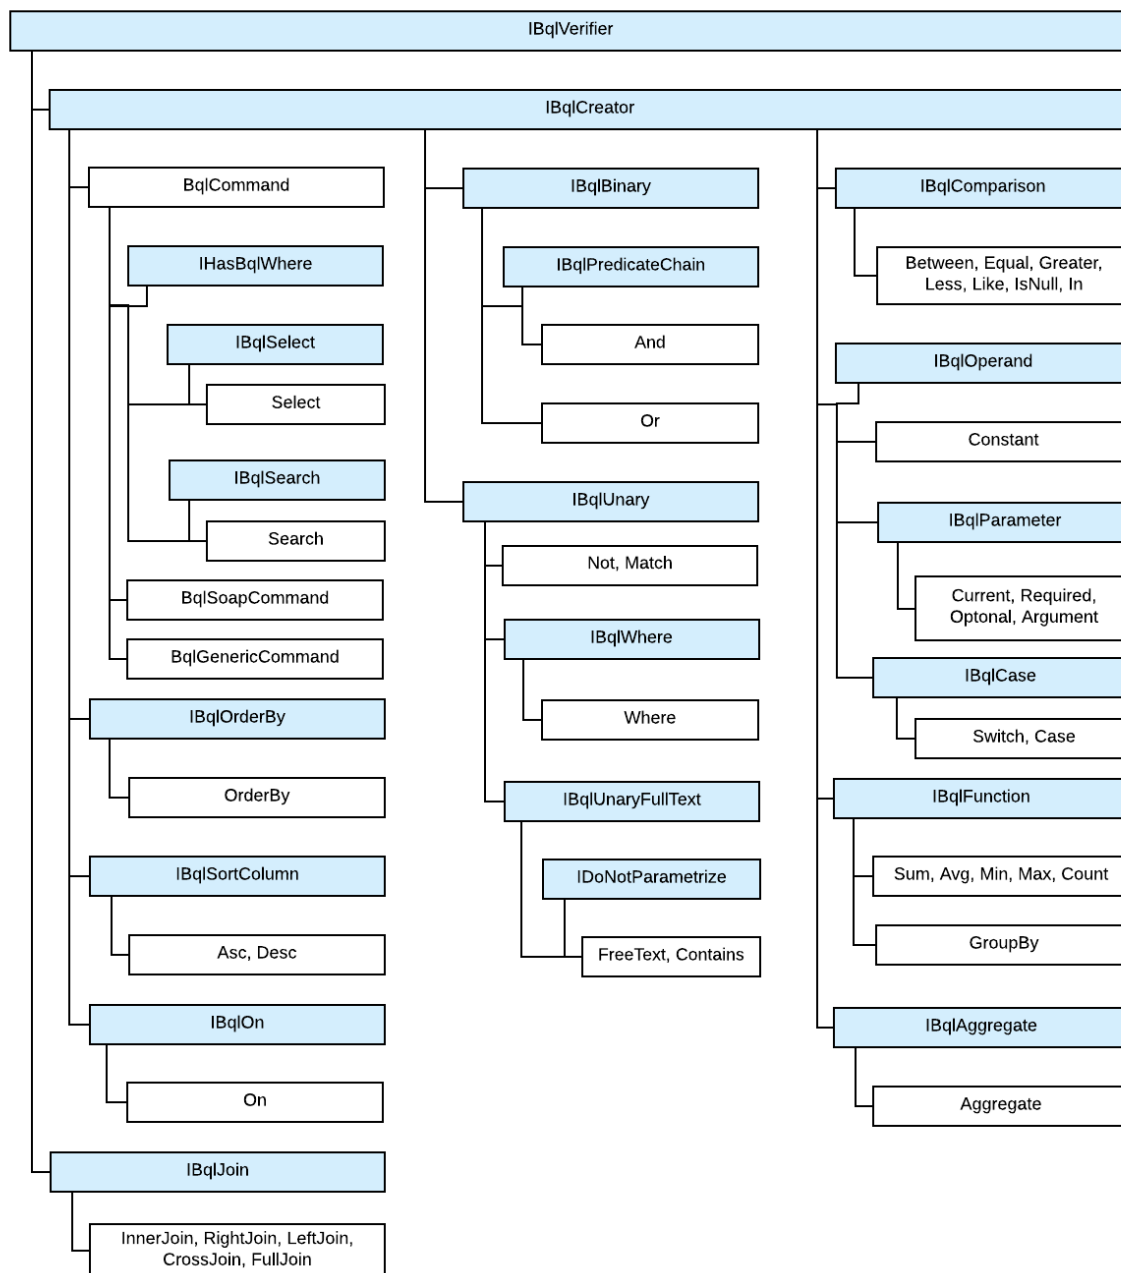 IBqlVerifier
IBqlCreator
BqlCommand
IHasBqlWhere
IBqlSelect
Select
IBqlSearch
Search
BqlSoapCommand
BqlGenericCommand
IBqlOrderBy
OrderBy
IBqlSortColumn
Asc, Desc
IBqlOn
On
IBqlJoin
InnerJoin, RightJoin, LeftJoin,
CrossJoin, FullJoin
IBqlBinary
IBqlPredicateChain
And
Or
IBqlUnary
Not, Match
IBqlWhere
Where
IBqlUnaryFullText
IDoNotParametrize
FreeText, Contains
IBqlComparison
Between, Equal, Greater,
Less, Like, IsNull, In
IBqlOperand
Constant
IBqlParameter
Current, Required,
Optonal, Argument
IBqlCase
Switch, Case
IBqlFunction
Sum, Avg, Min, Max, Count
GroupBy
IBqlAggregate
Aggregate